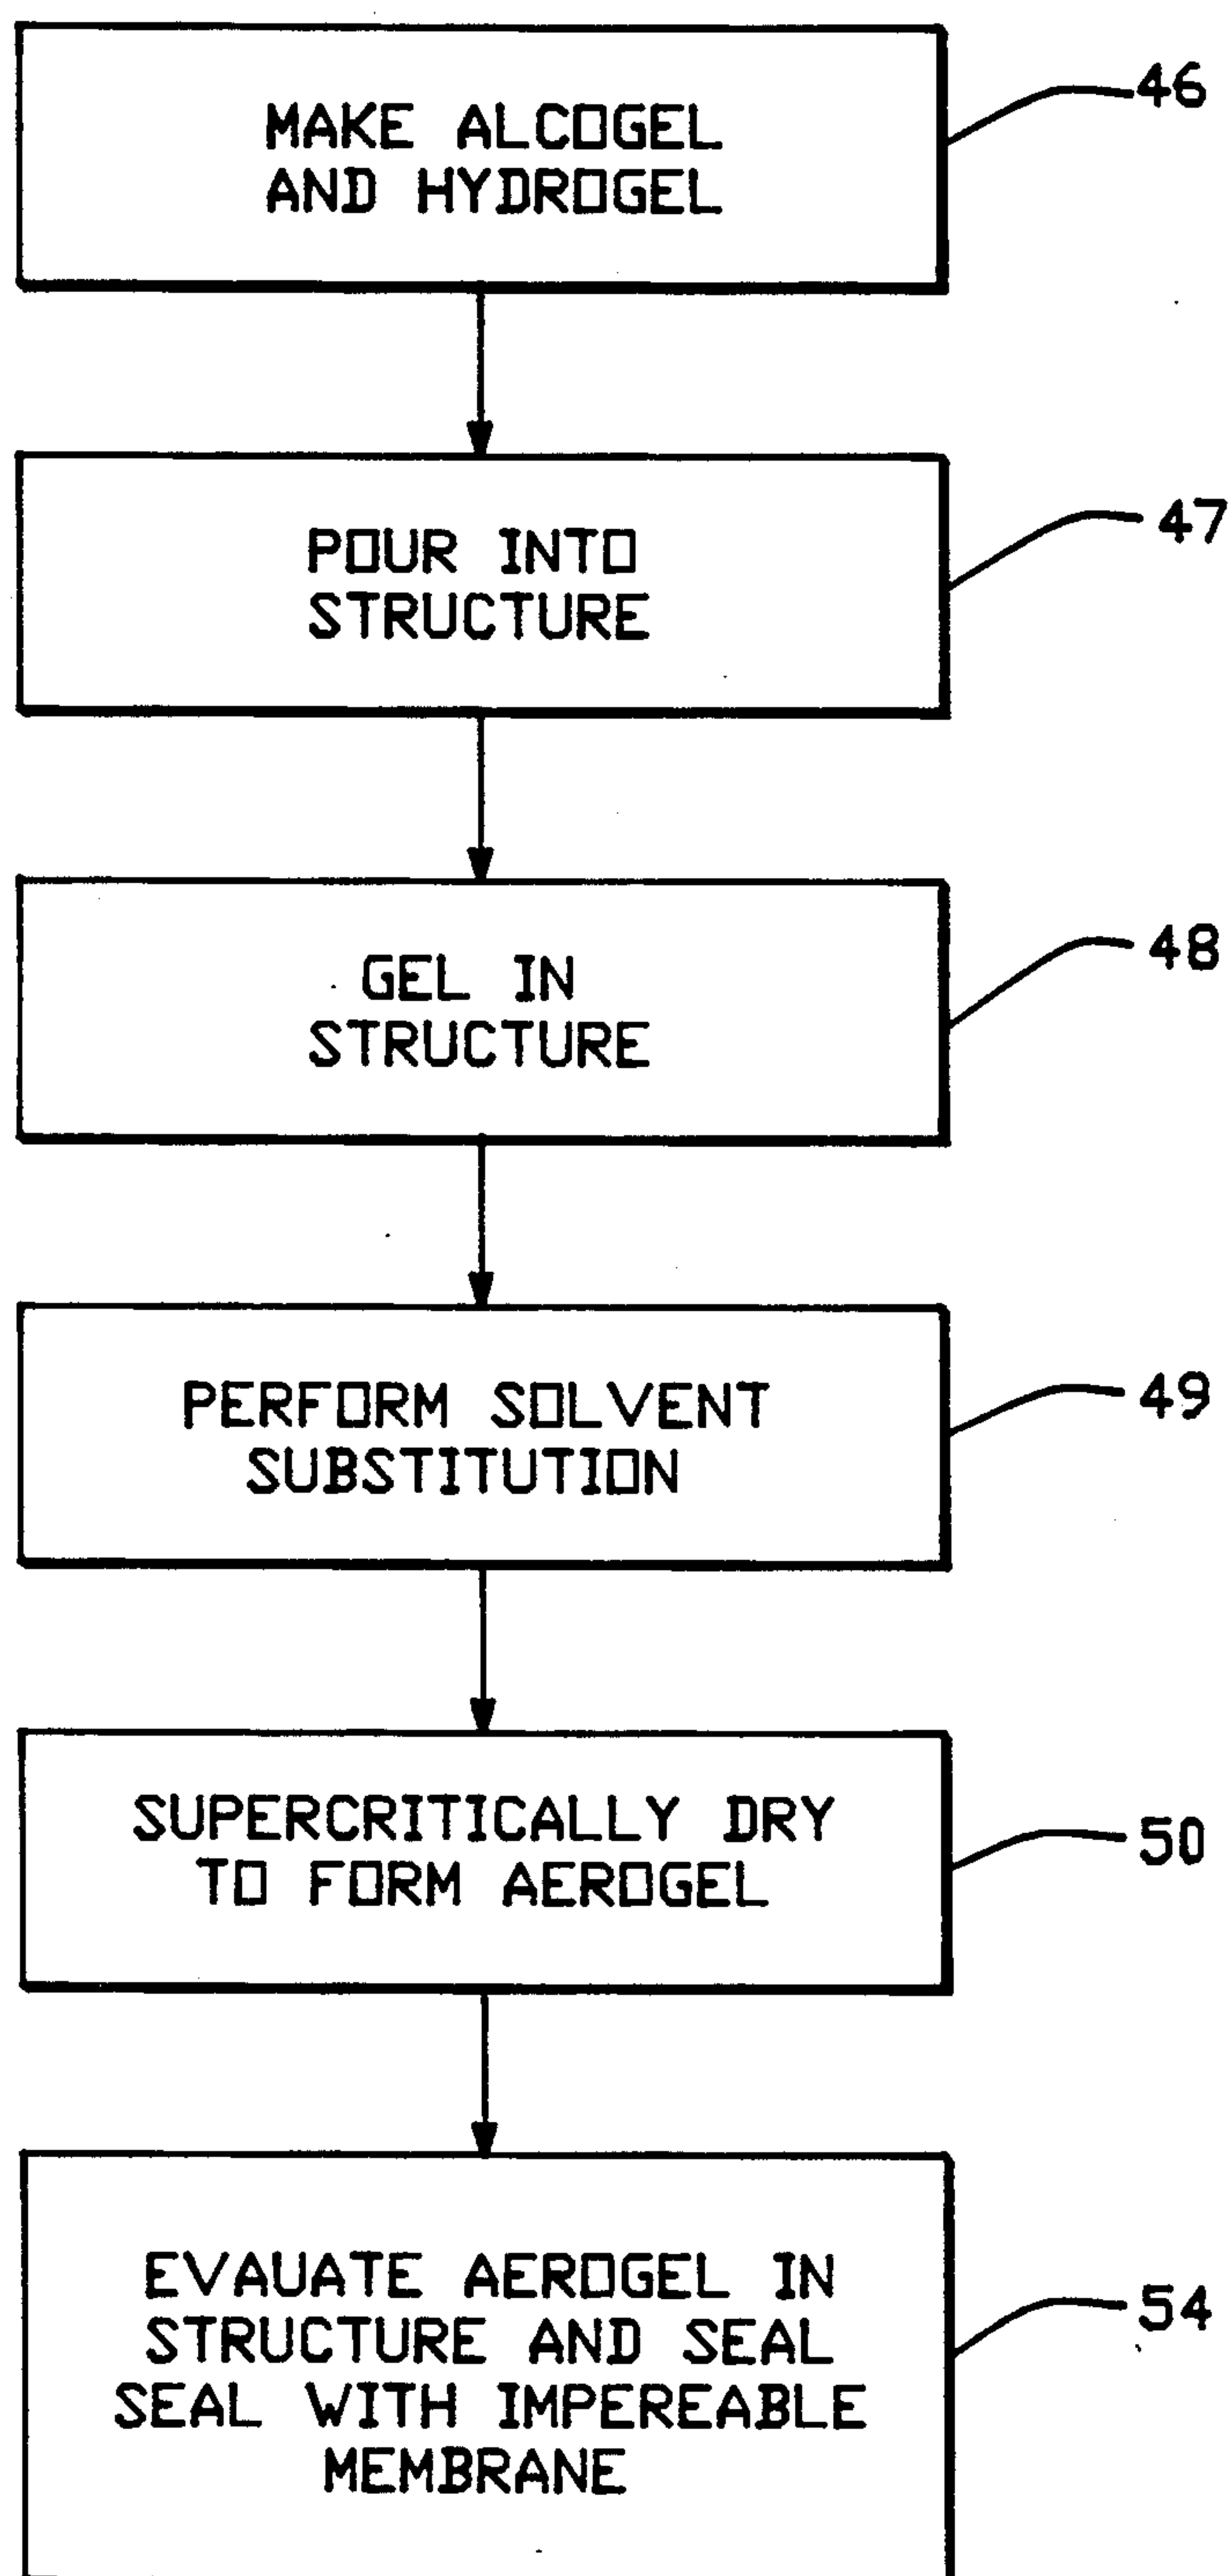 MAKE ALCOGEL
AND HYDROGEL
46
POUR INTO
STRUCTURE
47
GEL IN
STRUCTURE
48
PERFORM SOLVENT
SUBSTITUTION
49
SUPERCRITICALLY DRY
TO FORM AEROGEL
50
EVAUATE AEROGEL IN
STRUCTURE AND SEAL
SEAL WITH IMPEREABLE
MEMBRANE
54